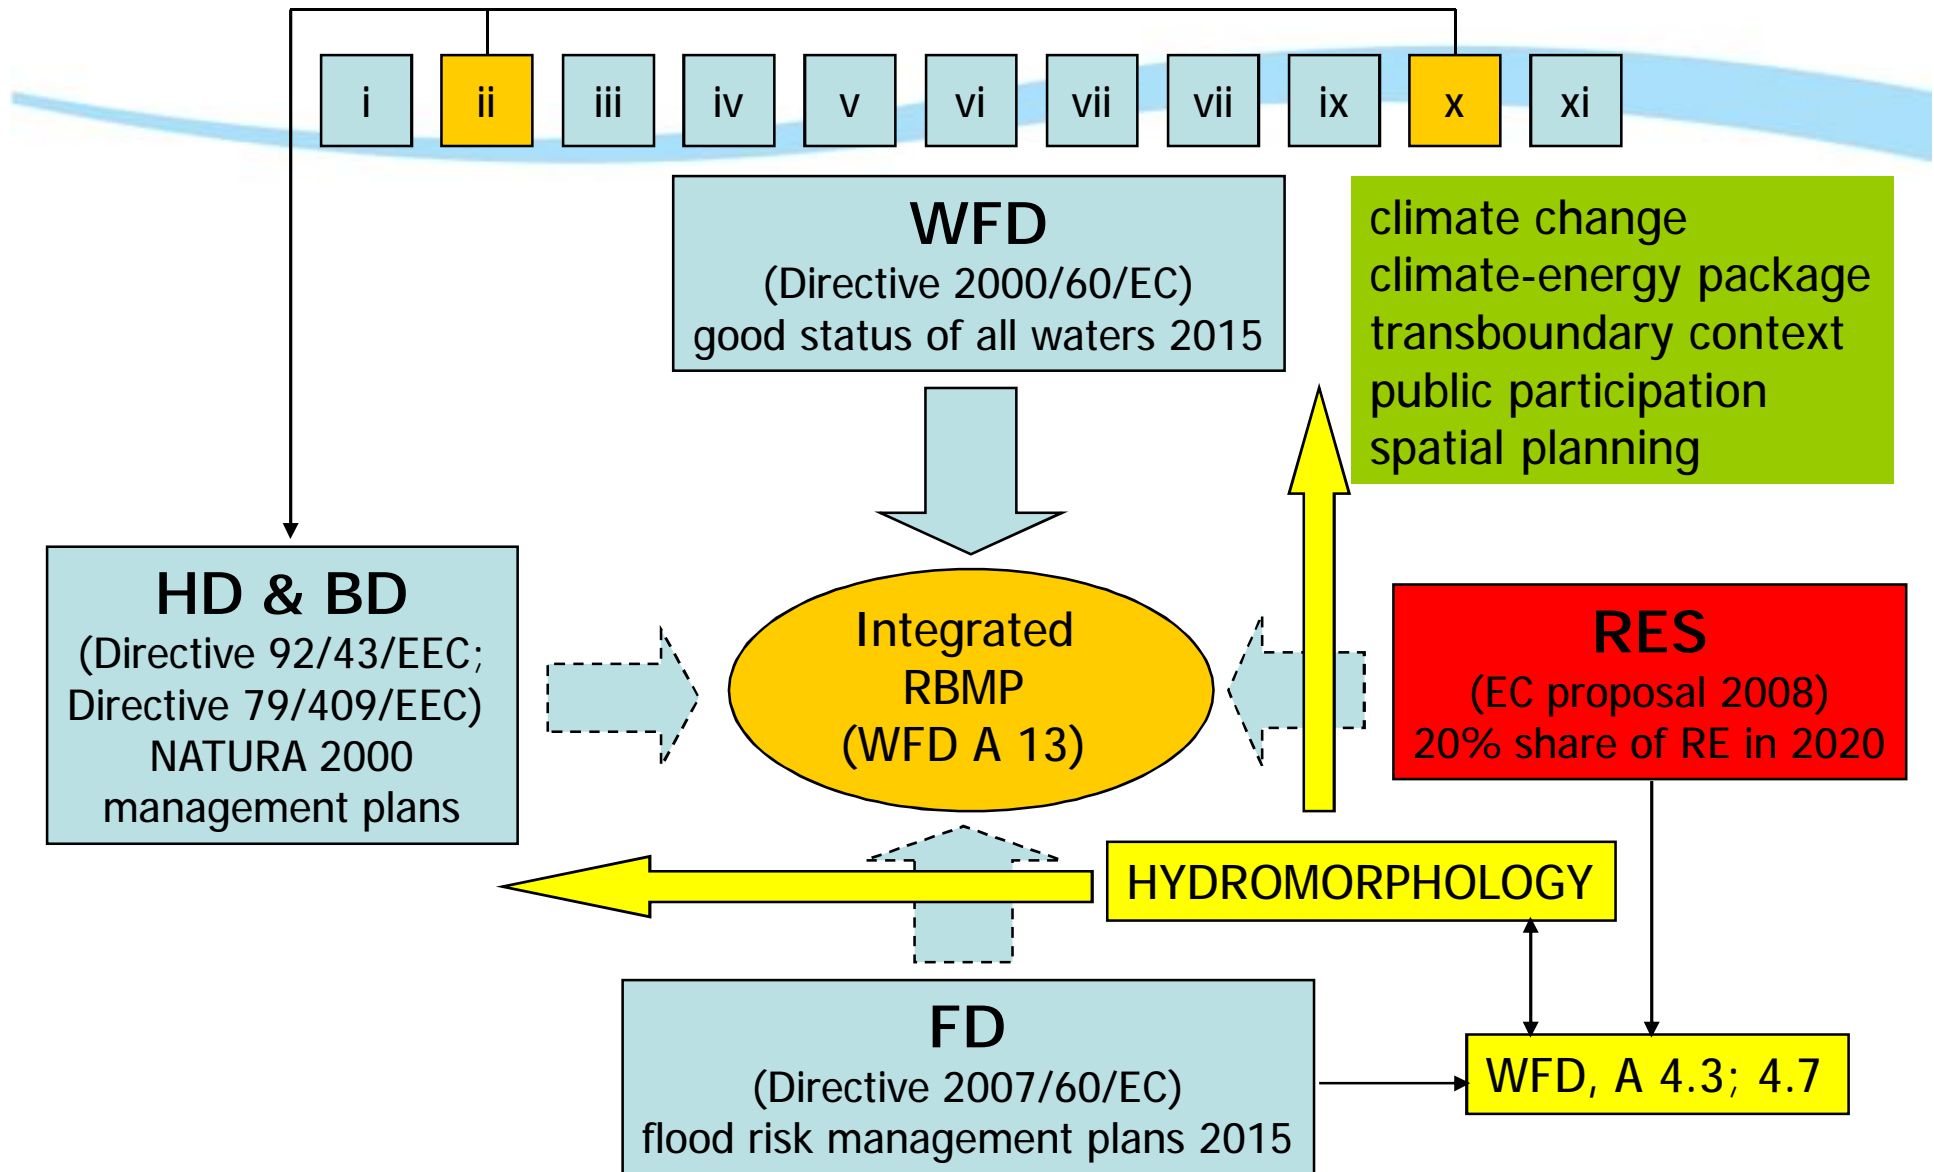 i ii iii iv v vi vii vii ix x xi
WFD
(Directive 2000/60/EC)
good status of all waters 2015
climate change
climate-energy package
transboundary context
public participation
spatial planning
HD & BD
(Directive 92/43/EEC;
Directive 79/409/EEC)
NATURA 2000
management plans
Integrated
RBMP
(WFD A 13)
RES
(EC proposal 2008)
20% share of RE in 2020
HYDROMORPHOLOGY
FD
(Directive 2007/60/EC)
flood risk management plans 2015
WFD, A 4.3; 4.7